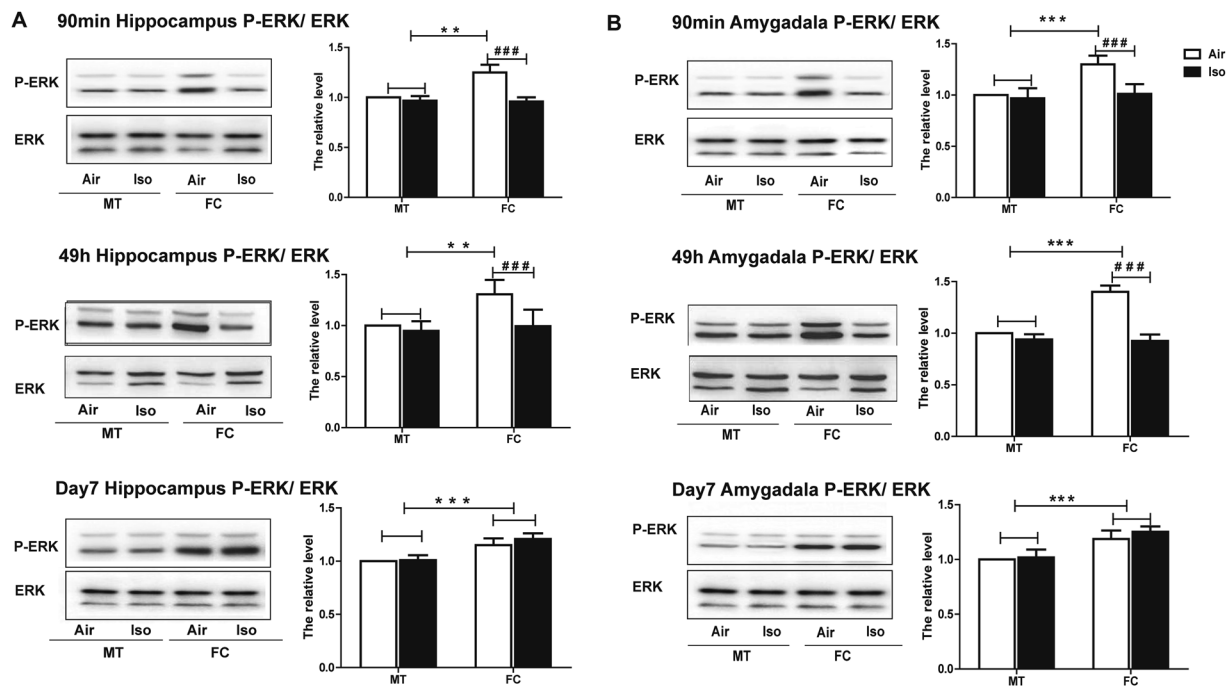 A
90min Hippocampus P-ERK/ ERK
P-ERK
ERK
Air Iso Air Iso
MT FC
The relative level
1.5
1.0
0.5
0.0
* *
###
MT FC
B
90min Amygadala P-ERK/ ERK
P-ERK
ERK
Air Iso Air Iso
MT FC
The relative level
1.5
1.0
0.5
0.0
***
###
MT FC
Air
Iso
49h Hippocampus P-ERK/ ERK
P-ERK
ERK
Air Iso Air Iso
MT FC
The relative level
1.5
1.0
0.5
0.0
* *
###
MT FC
49h Amygadala P-ERK/ ERK
P-ERK
ERK
Air Iso Air Iso
MT FC
The relative level
1.5
1.0
0.5
0.0
***
###
MT FC
Day7 Hippocampus P-ERK/ ERK
P-ERK
ERK
Air Iso Air Iso
MT FC
The relative level
1.5
1.0
0.5
0.0
* * *
MT FC
Day7 Amygadala P-ERK/ ERK
P-ERK
ERK
Air Iso Air Iso
MT FC
The relative level
1.5
1.0
0.5
0.0
***
MT FC